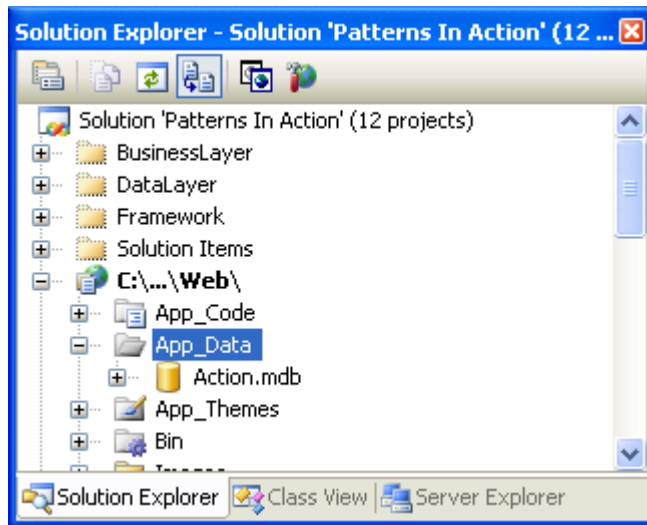 Solution Explorer - Solution 'Patterns In Action' (12 ...
Solution 'Patterns In Action' (12 projects)
BusinessLayer
DataLayer
Framework
Solution Items
C:\...\Web\
App_Code
App_Data
Action.mdb
App_Themes
Bin
Images
Solution Explorer Class View Server Explorer